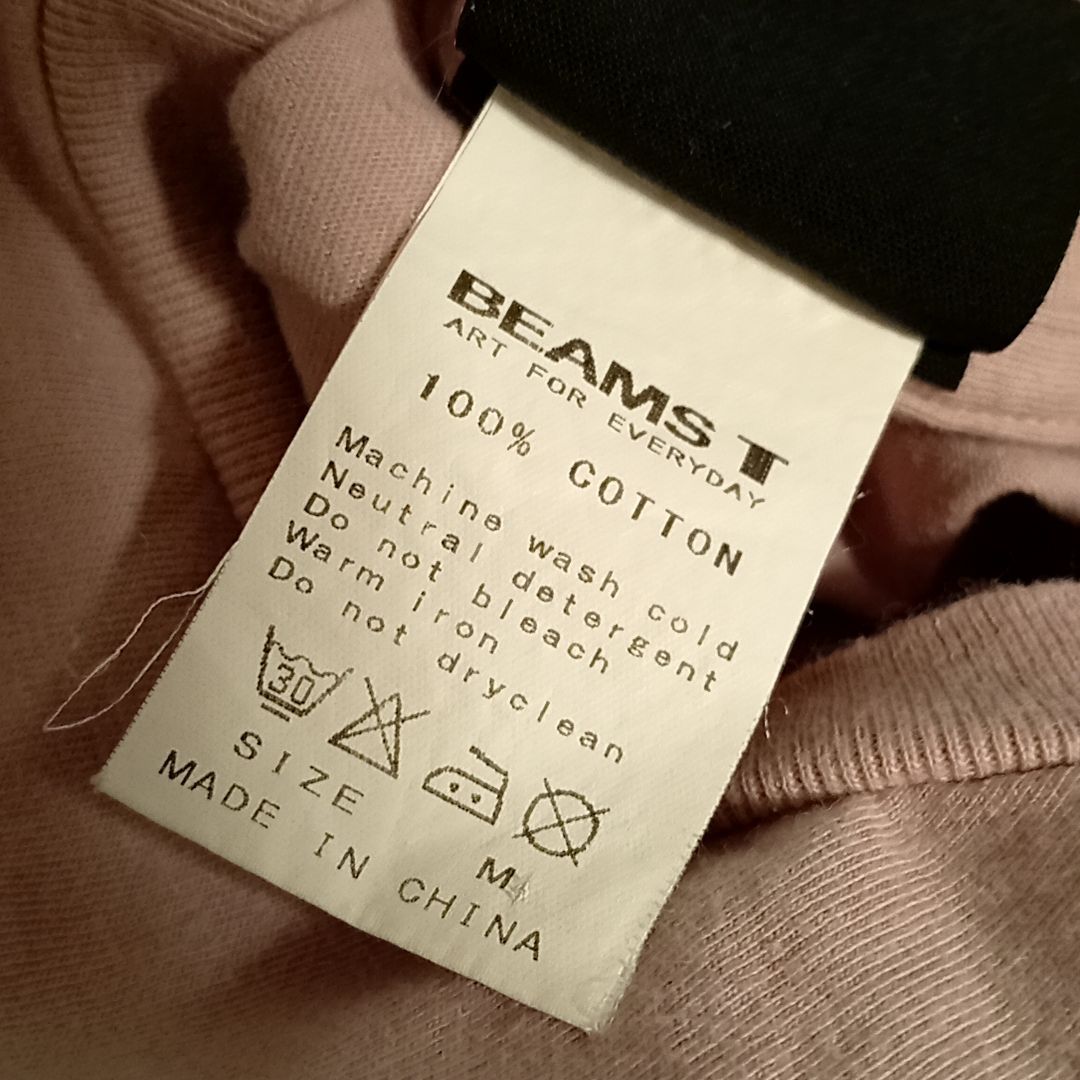 BEAMS T
ART FOR EVERYDAY
100% COTTON
Machine wash cold
Neutral detergent
Do not bleach
Warm iron
Do not dryclean
30
SIZE M
MADE IN CHINA